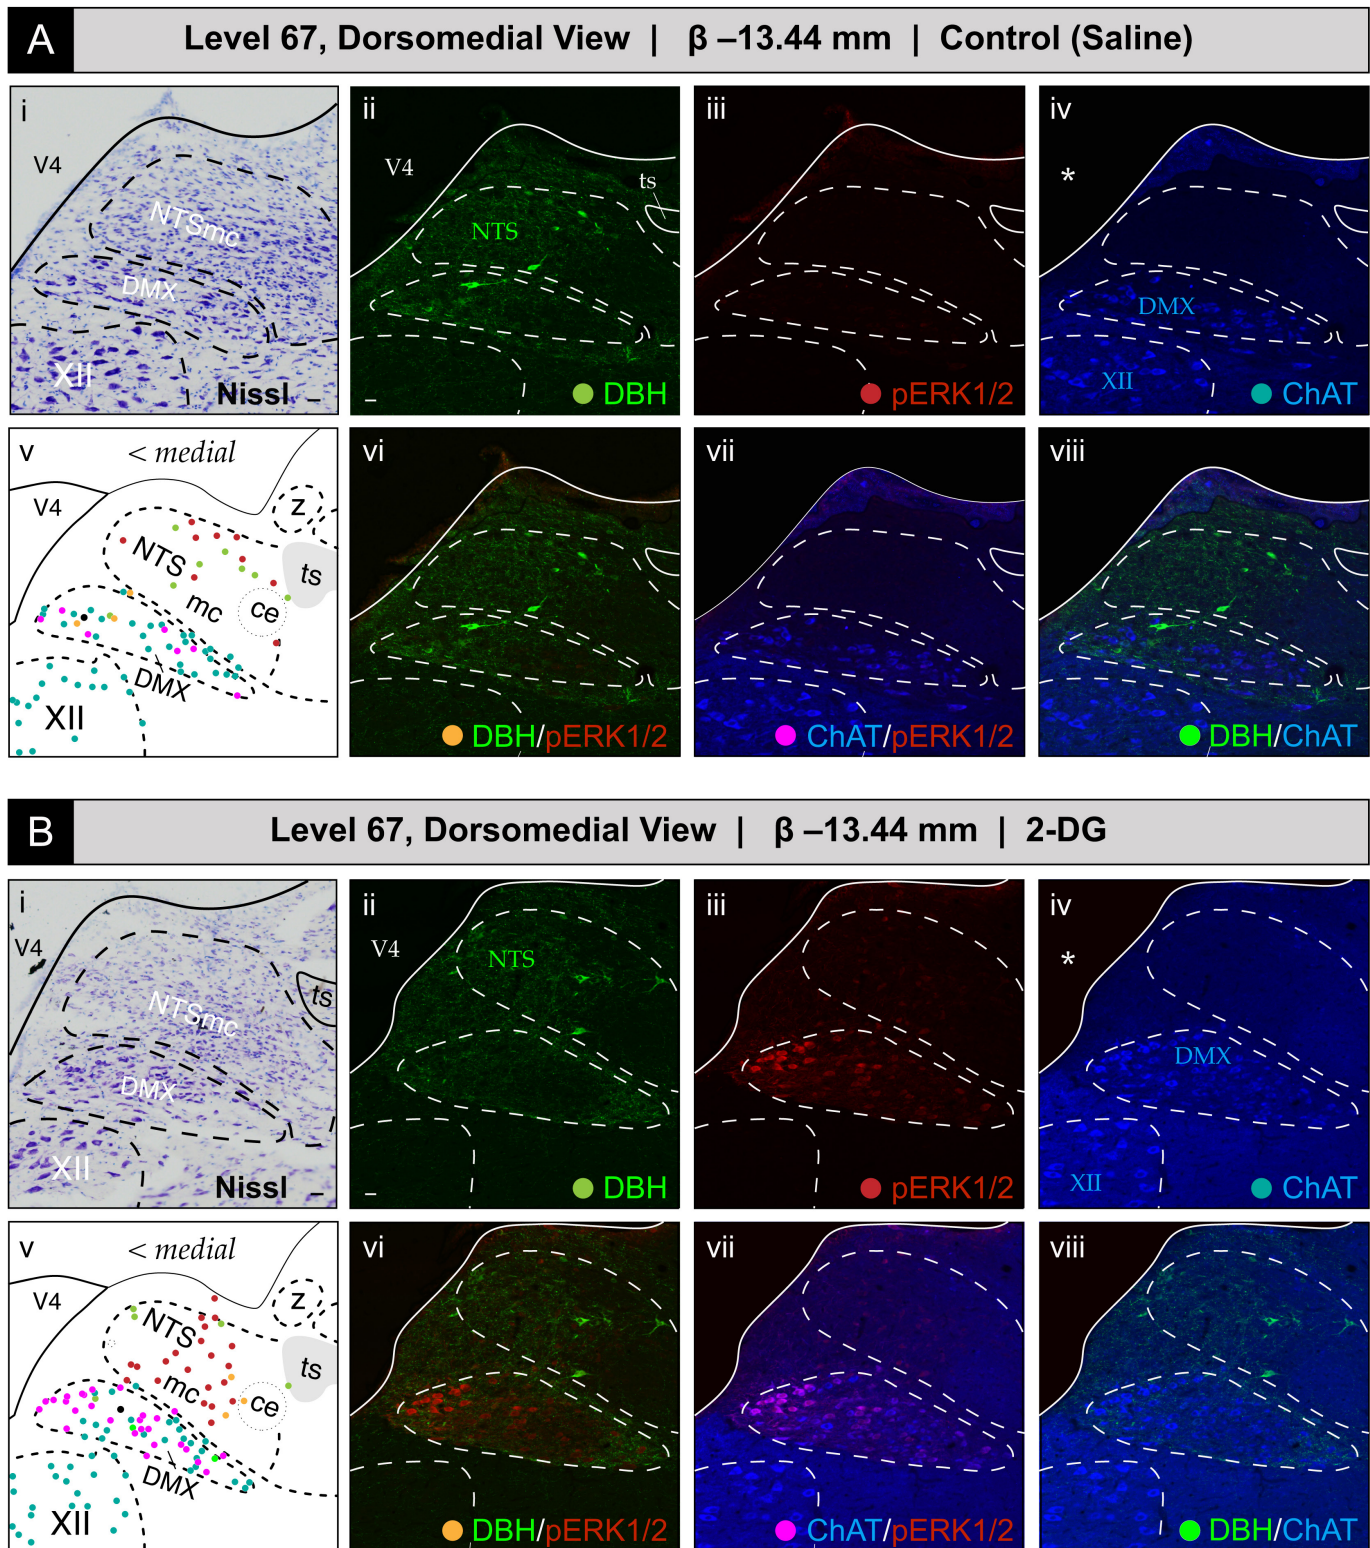 A
Level 67, Dorsomedial View | β –13.44 mm | Control (Saline)
i
V4
NTSmc
DMX
XII
Nissl
ii
V4
ts
NTS
DBH
iii
pERK1/2
iv
*
DMX
XII
ChAT
v
< medial
V4
z
NTS
ts
mc
ce
DMX
XII
vi
DBH/pERK1/2
vii
ChAT/pERK1/2
viii
DBH/ChAT
B
Level 67, Dorsomedial View | β –13.44 mm | 2-DG
i
V4
ts
NTSmc
DMX
XII
Nissl
ii
V4
NTS
DBH
iii
pERK1/2
iv
*
DMX
XII
ChAT
v
< medial
V4
z
NTS
ts
mc
ce
DMX
XII
vi
DBH/pERK1/2
vii
ChAT/pERK1/2
viii
DBH/ChAT